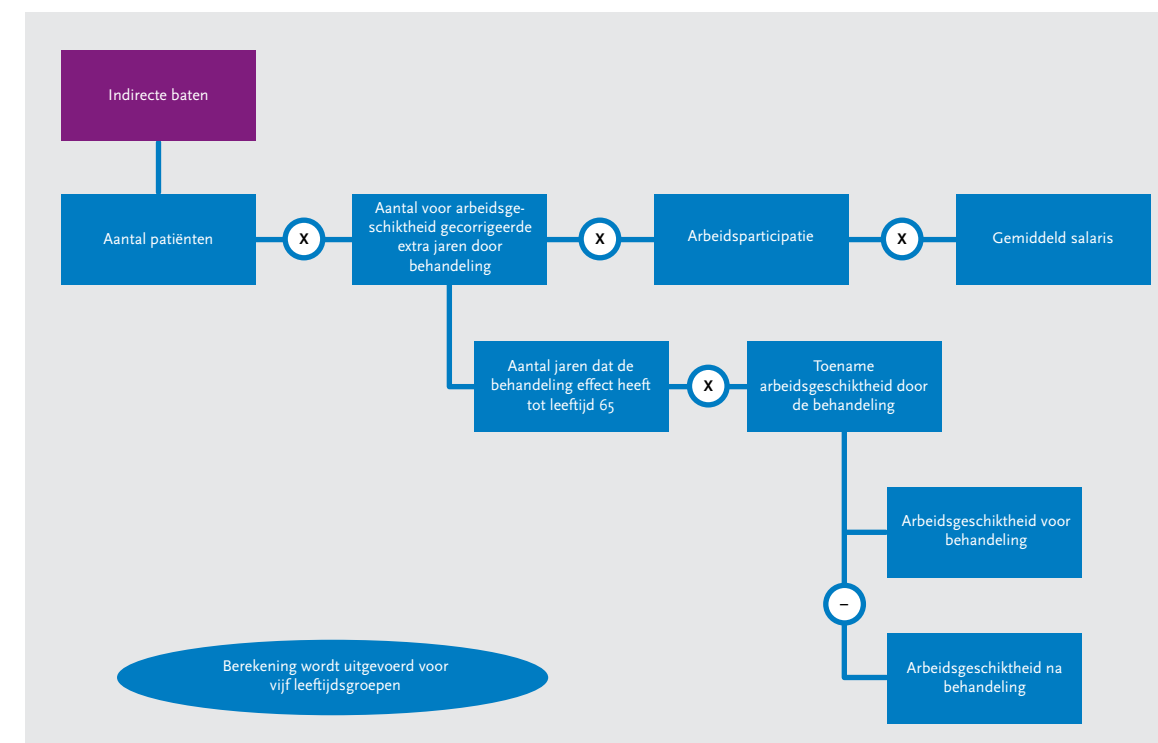 Indirecte baten
Aantal patiënten
X
Aantal voor arbeidsge-
schiktheid gecorrigeerde
extra jaren door
behandeling
X
Arbeidsparticipatie
X
Gemiddeld salaris
Aantal jaren dat de
behandeling effect heeft
tot leeftijd 65
X
Toename
arbeidsgeschiktheid door
de behandeling
Arbeidsgeschiktheid voor
behandeling
–
Arbeidsgeschiktheid na
behandeling
Berekening wordt uitgevoerd voor
vijf leeftijdsgroepen